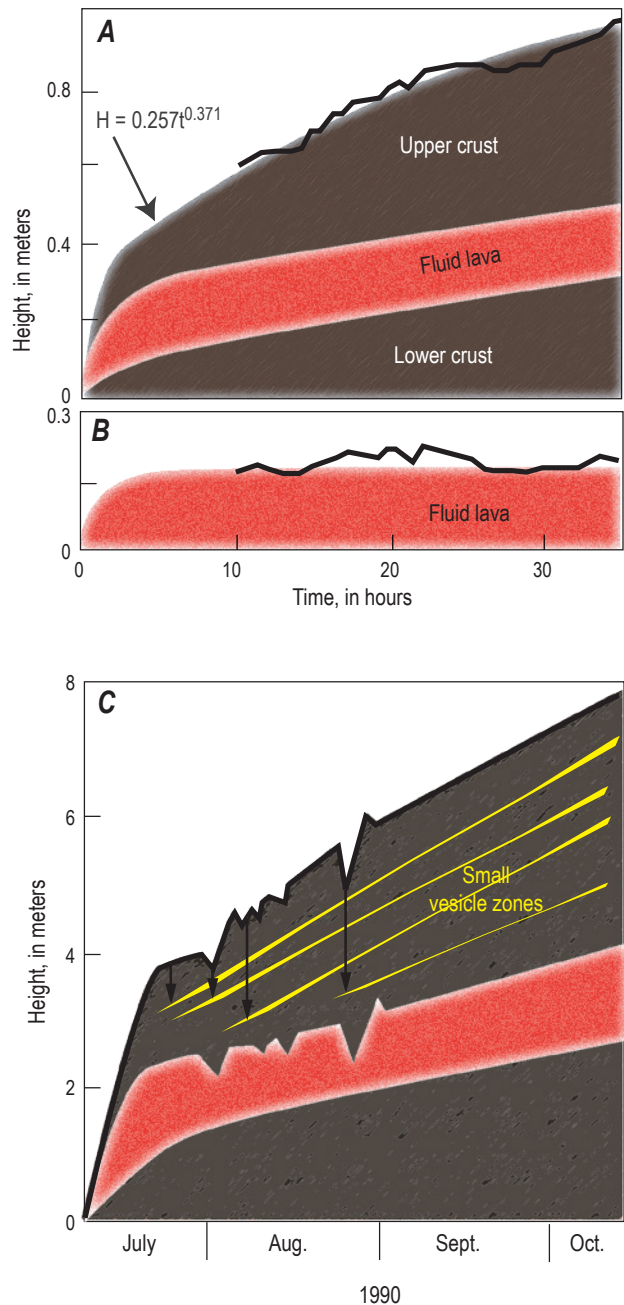 A
0.8
H = 0.257t^0.371
Upper crust
0.4
Fluid lava
Lower crust
Height, in meters
0
0.3
B
Fluid lava
0
0
10
20
30
Time, in hours
8
C
6
Small
vesicle zones
4
Height, in meters
2
0
July
Aug.
Sept.
Oct.
1990